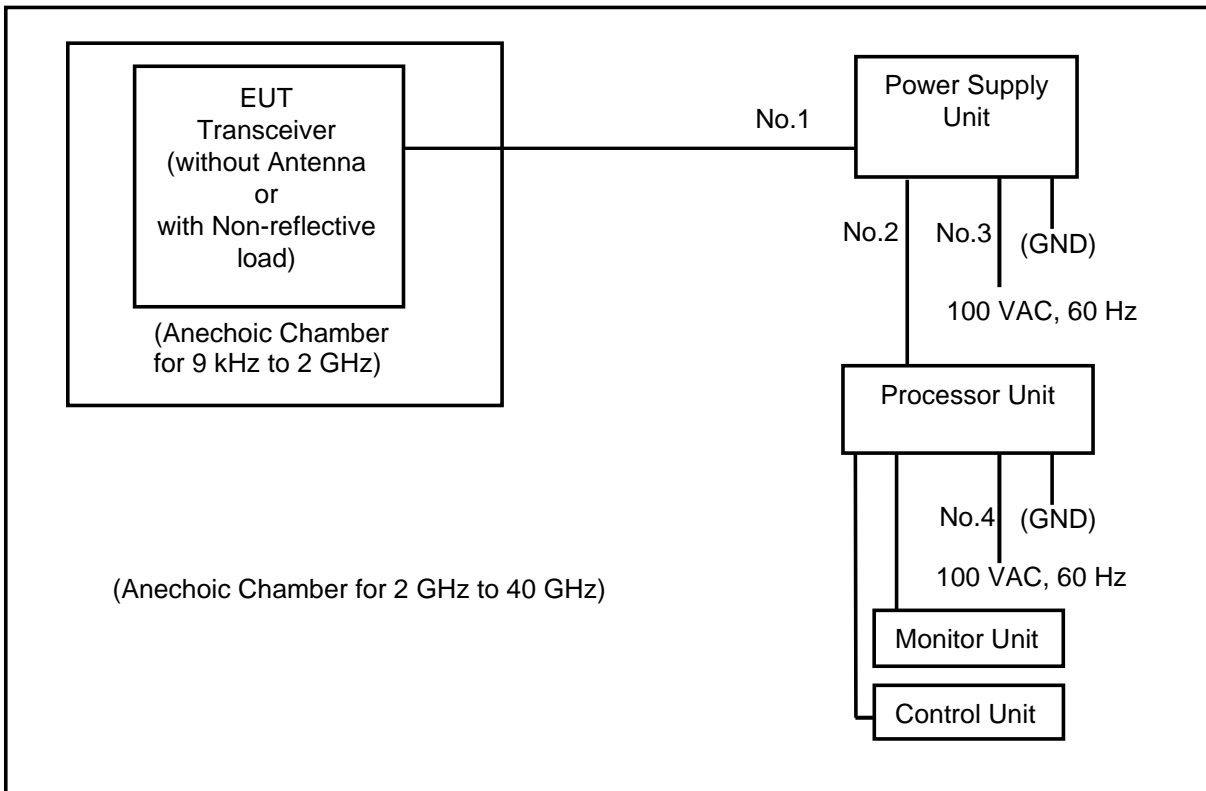 EUT
Transceiver
(without Antenna
or
with Non-reflective
load)
(Anechoic Chamber
for 9 kHz to 2 GHz)
No.1
Power Supply
Unit
No.2
No.3
(GND)
100 VAC, 60 Hz
Processor Unit
No.4
(GND)
100 VAC, 60 Hz
(Anechoic Chamber for 2 GHz to 40 GHz)
Monitor Unit
Control Unit